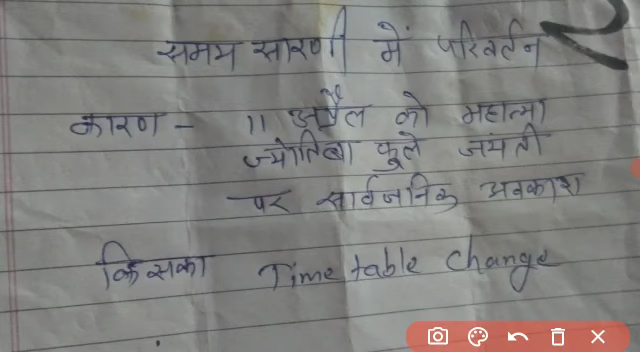 समय सारणी में परिवर्तन
कारण - 11 अप्रैल को महात्मा
ज्योतिबा फुले जयंती
पर सार्वजनिक अवकाश
किसका Time table change